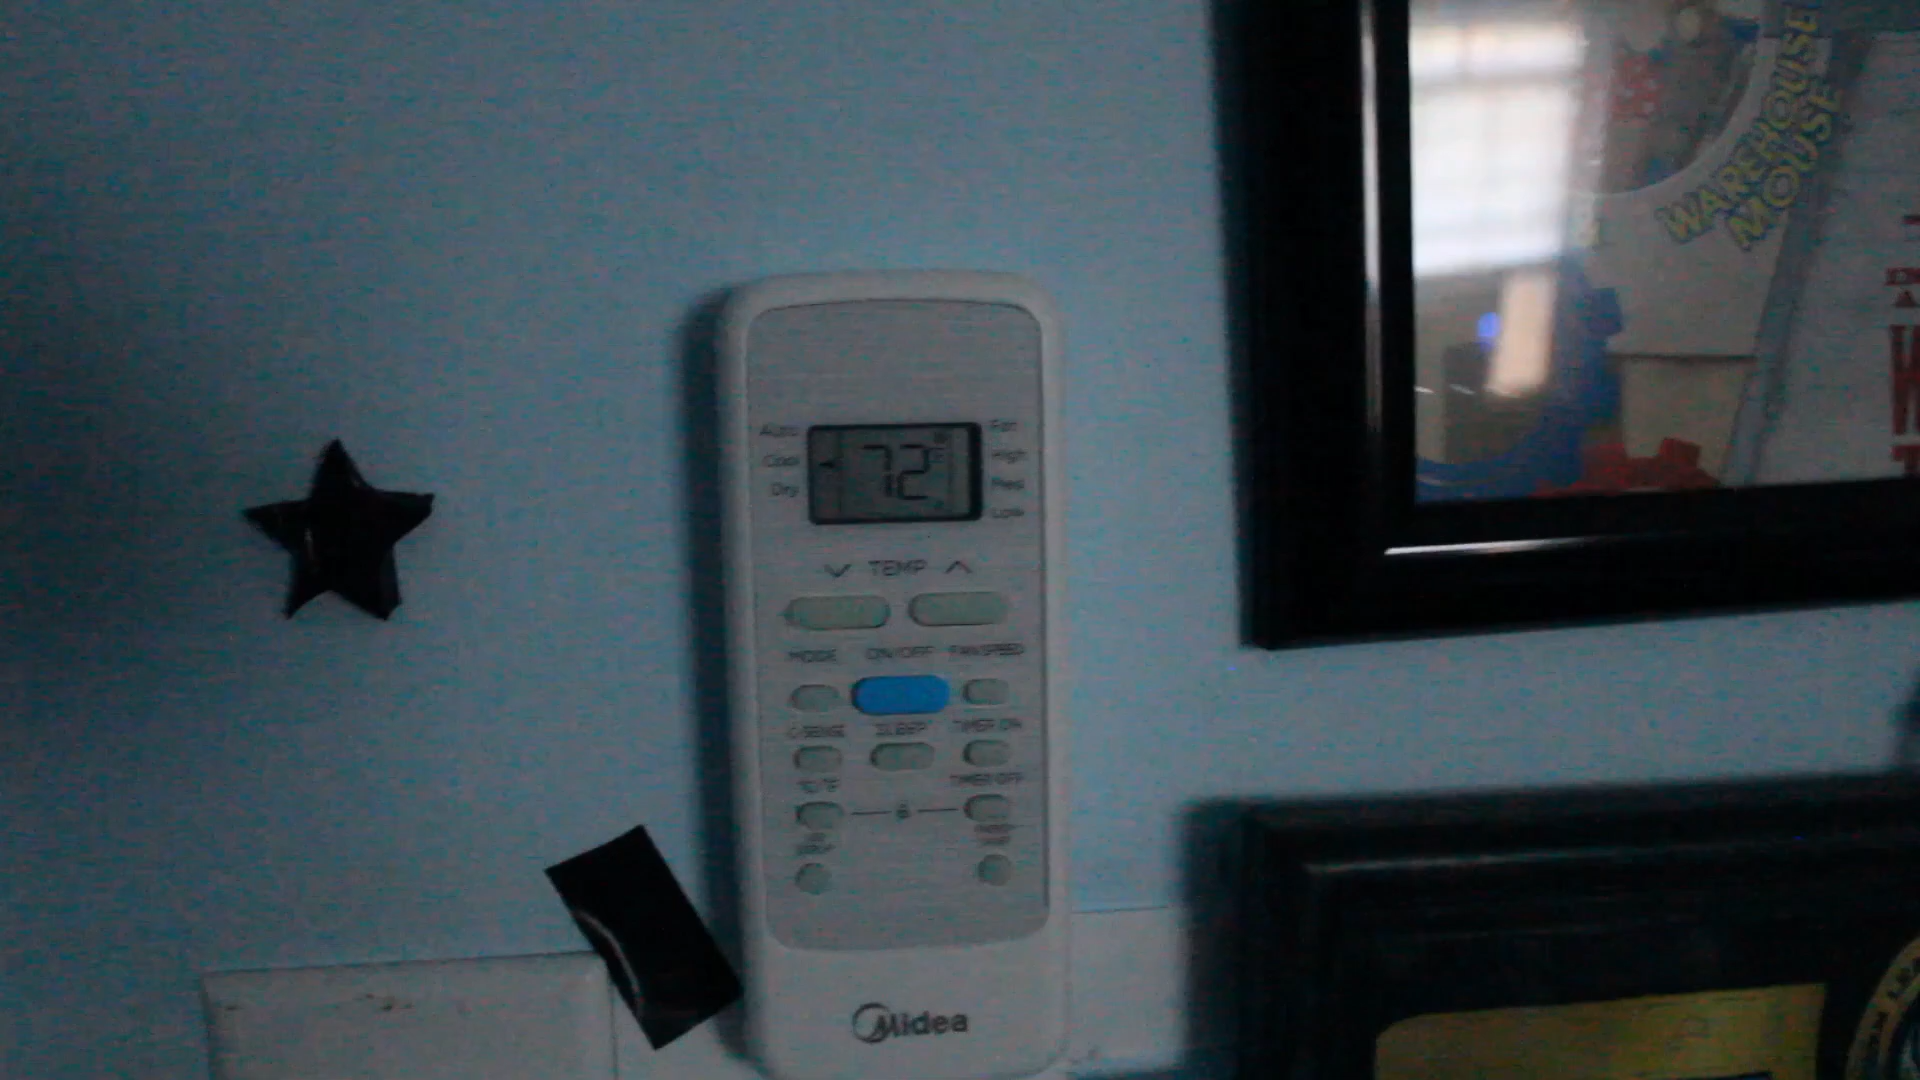 WAREHOUSE
MOUSE
Auto
Fan
Cool
72°F
High
Dry
Med
Low
TEMP
MODE ON/OFF FAN SPEED
SLEEP TIMER ON
TIMER OFF
Midea